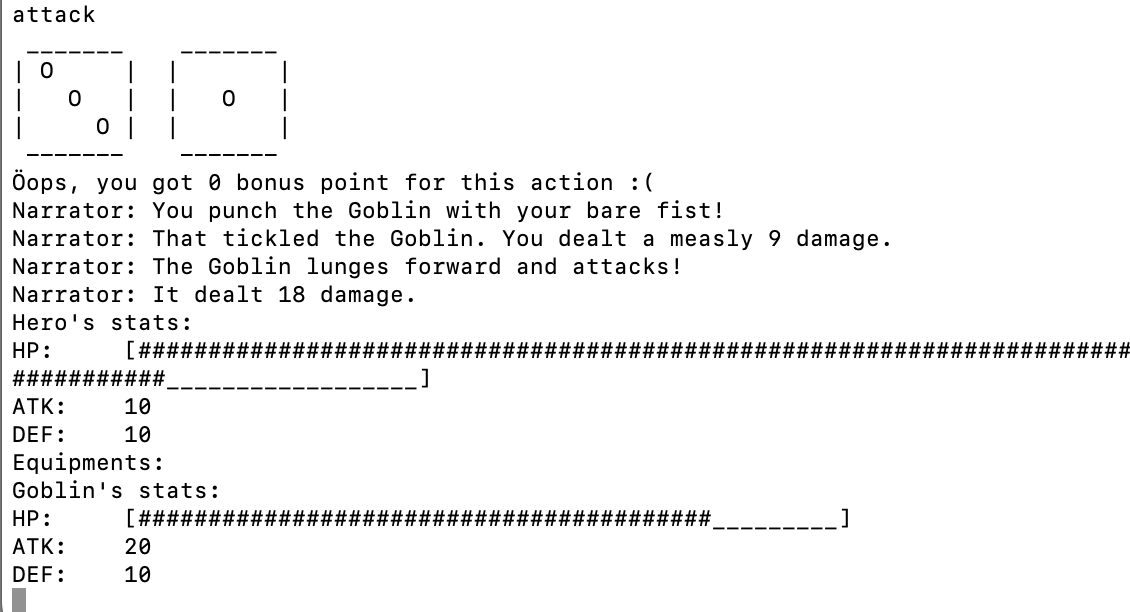 attack
 _______    _______
| O     |  |       |
|   O   |  |   O   |
|     O |  |       |
 _______    _______
Öops, you got 0 bonus point for this action :(
Narrator: You punch the Goblin with your bare fist!
Narrator: That tickled the Goblin. You dealt a measly 9 damage.
Narrator: The Goblin lunges forward and attacks!
Narrator: It dealt 18 damage.
Hero's stats:
HP:     [#######################################################################
###########__________________]
ATK:    10
DEF:    10
Equipments:
Goblin's stats:
HP:     [#########################################_________]
ATK:    20
DEF:    10